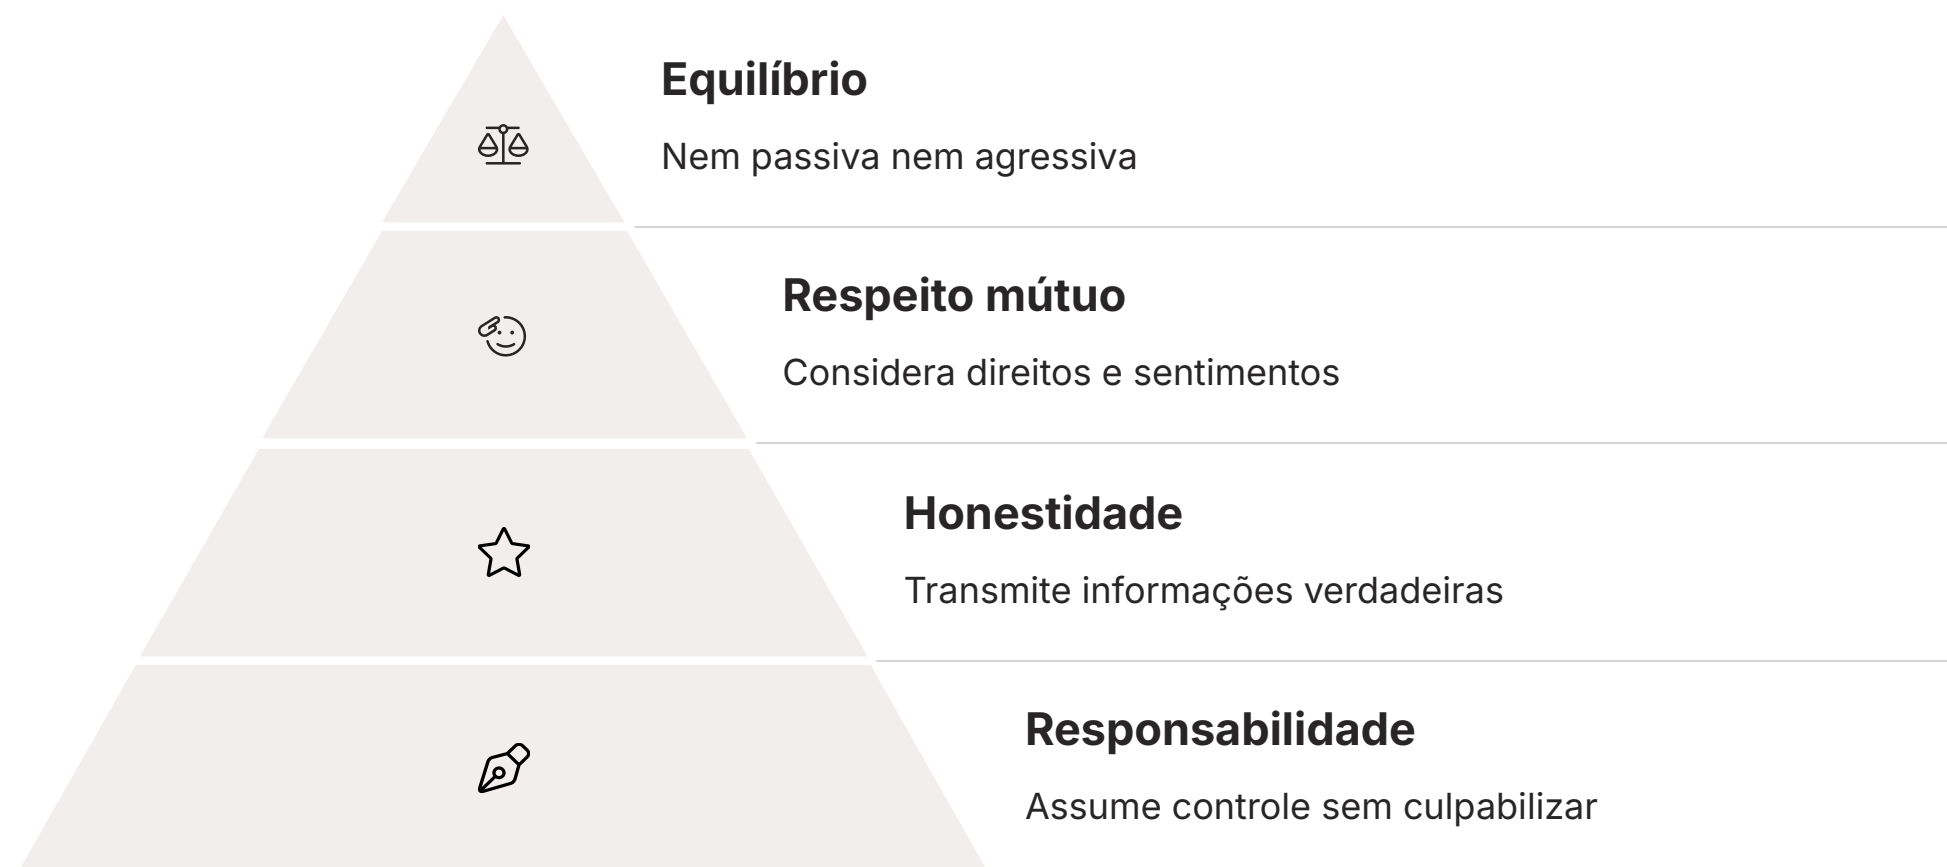 Equilíbrio
Nem passiva nem agressiva
Respeito mútuo
Considera direitos e sentimentos
Honestidade
Transmite informações verdadeiras
Responsabilidade
Assume controle sem culpabilizar